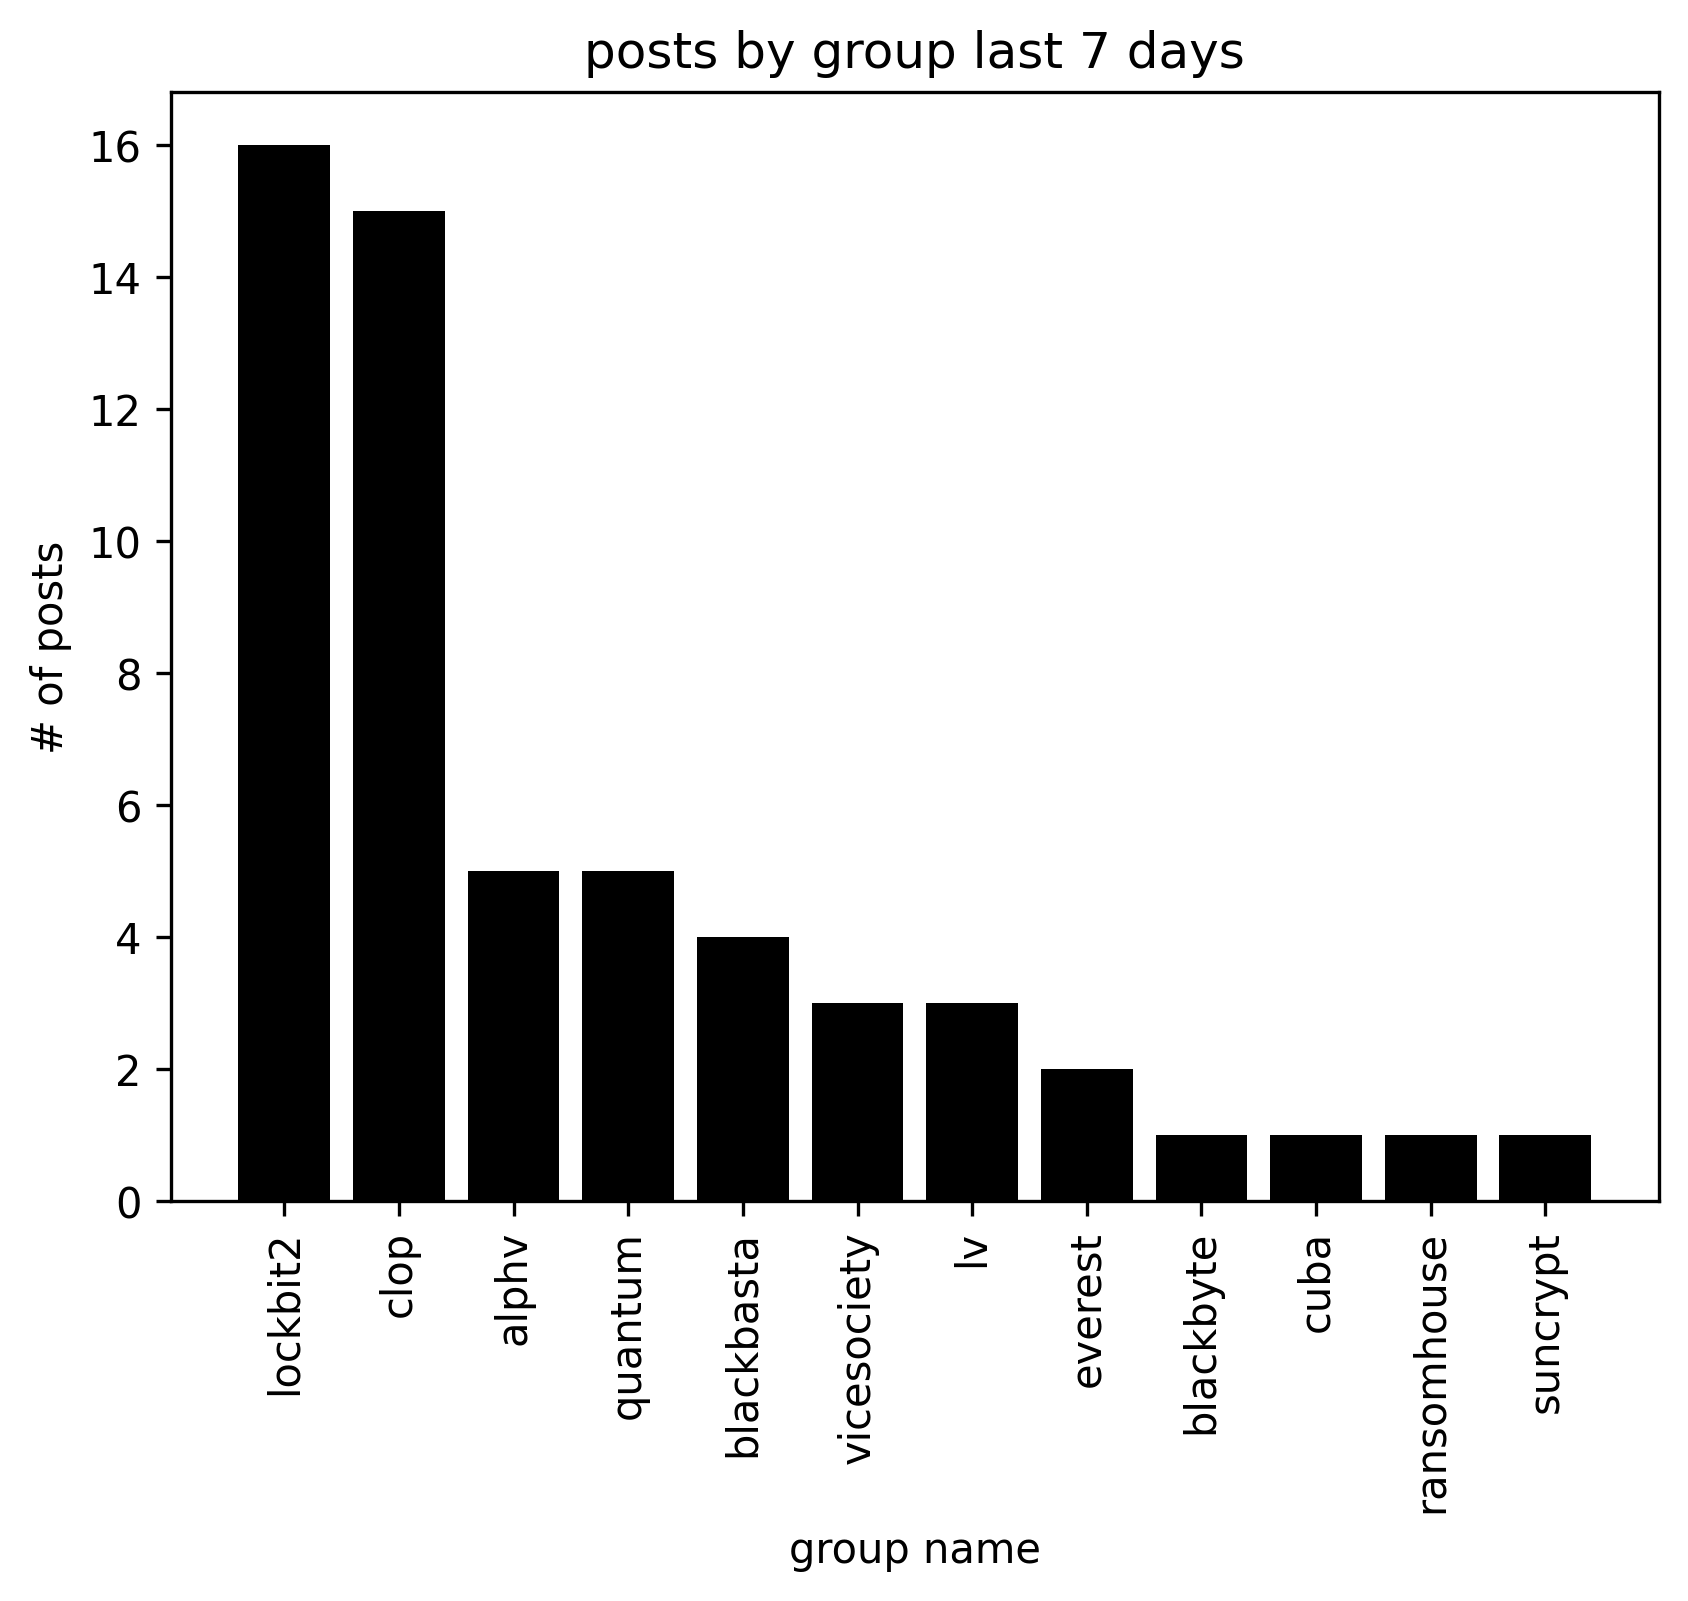 posts by group last 7 days
16
14
12
10
8
6
4
2
0
# of posts
lockbit2
clop
alphv
quantum
blackbasta
vicesociety
lv
everest
blackbyte
cuba
ransomhouse
suncrypt
group name